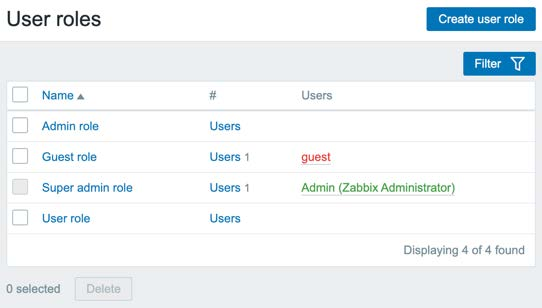 User roles
Create user role
Filter
Name # Users
Admin role Users
Guest role Users 1 guest
Super admin role Users 1 Admin (Zabbix Administrator)
User role Users
Displaying 4 of 4 found
0 selected Delete